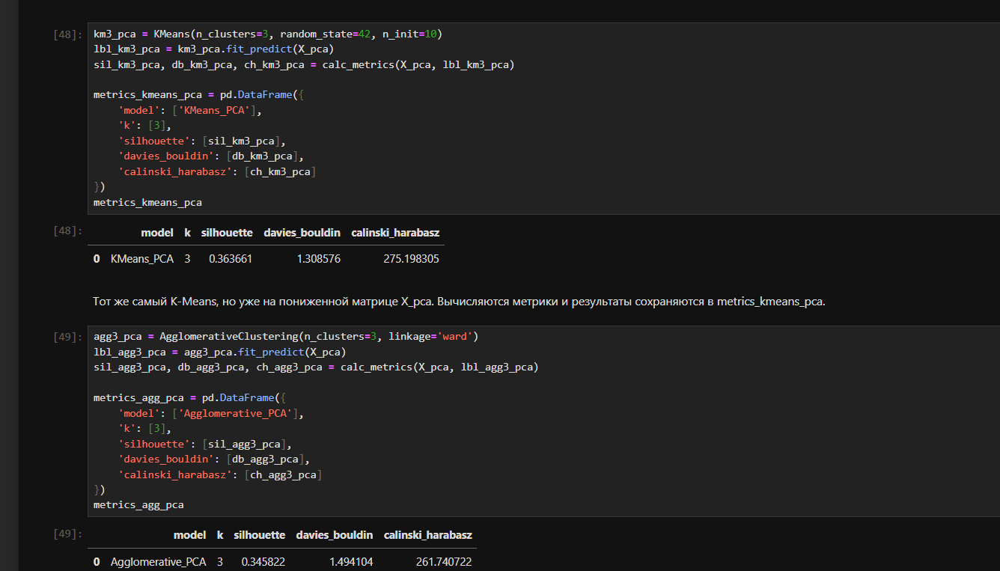 [48]: km3_pca = KMeans(n_clusters=3, random_state=42, n_init=10)
lbl_km3_pca = km3_pca.fit_predict(X_pca)
sil_km3_pca, db_km3_pca, ch_km3_pca = calc_metrics(X_pca, lbl_km3_pca)
metrics_kmeans_pca = pd.DataFrame({
'model': ['KMeans_PCA'],
'k': [3],
'silhouette': [sil_km3_pca],
'davies_bouldin': [db_km3_pca],
'calinski_harabasz': [ch_km3_pca]
})
metrics_kmeans_pca
[48]: model k silhouette davies_bouldin calinski_harabasz
0 KMeans_PCA 3 0.363661 1.308576 275.198305
Тот же самый K-Means, но уже на пониженной матрице X_pca. Вычисляются метрики и результаты сохраняются в metrics_kmeans_pca.
[49]: agg3_pca = AgglomerativeClustering(n_clusters=3, linkage='ward')
lbl_agg3_pca = agg3_pca.fit_predict(X_pca)
sil_agg3_pca, db_agg3_pca, ch_agg3_pca = calc_metrics(X_pca, lbl_agg3_pca)
metrics_agg_pca = pd.DataFrame({
'model': ['Agglomerative_PCA'],
'k': [3],
'silhouette': [sil_agg3_pca],
'davies_bouldin': [db_agg3_pca],
'calinski_harabasz': [ch_agg3_pca]
})
metrics_agg_pca
[49]: model k silhouette davies_bouldin calinski_harabasz
0 Agglomerative_PCA 3 0.345822 1.494104 261.740722